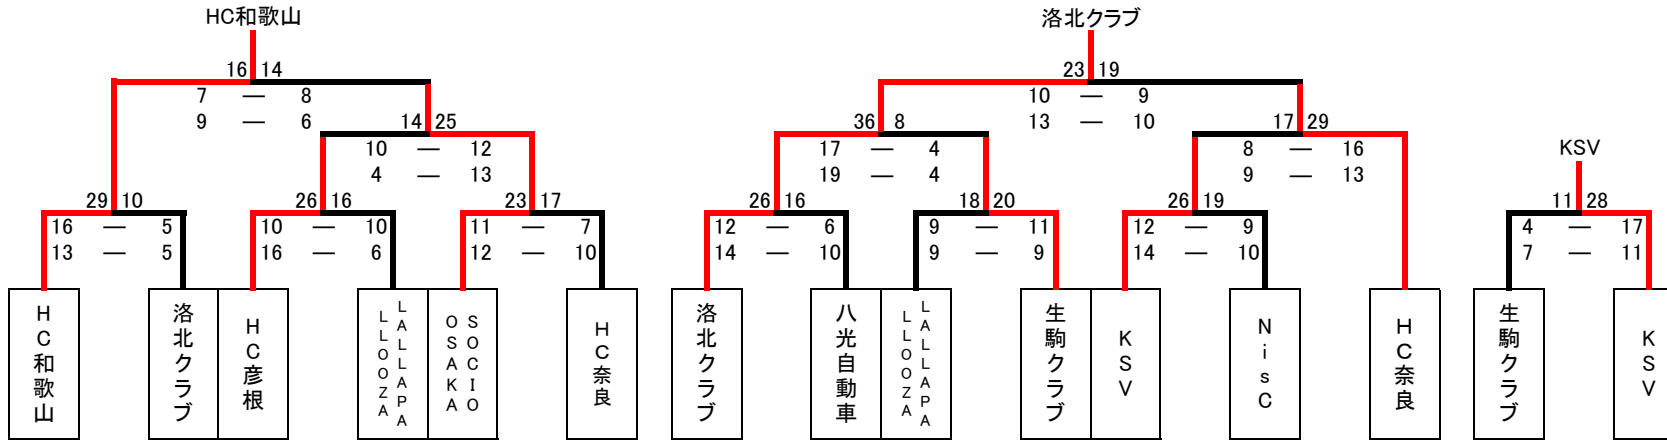 HC和歌山 洛北クラブ
16 14 23 19
7 — 8 10 — 9
9 — 6 13 — 10
14 25 36 8 17 29
10 — 12 17 — 4 8 — 16 KSV
4 — 13 19 — 4 9 — 13
29 10 26 16 23 17 26 16 18 20 26 19 11 28
16 — 5 10 — 10 11 — 7 12 — 6 9 — 11 12 — 9 4 — 17
13 — 5 16 — 6 12 — 10 14 — 10 9 — 9 14 — 10 7 — 11
HC和歌山
洛北クラブ
HC彦根
LALLAPA
LLOOZA
SOCIO
OSAKA
HC奈良
洛北クラブ
八光自動車
LALLAPA
LLOOZA
生駒クラブ
KSV
NisC
HC奈良
生駒クラブ
KSV